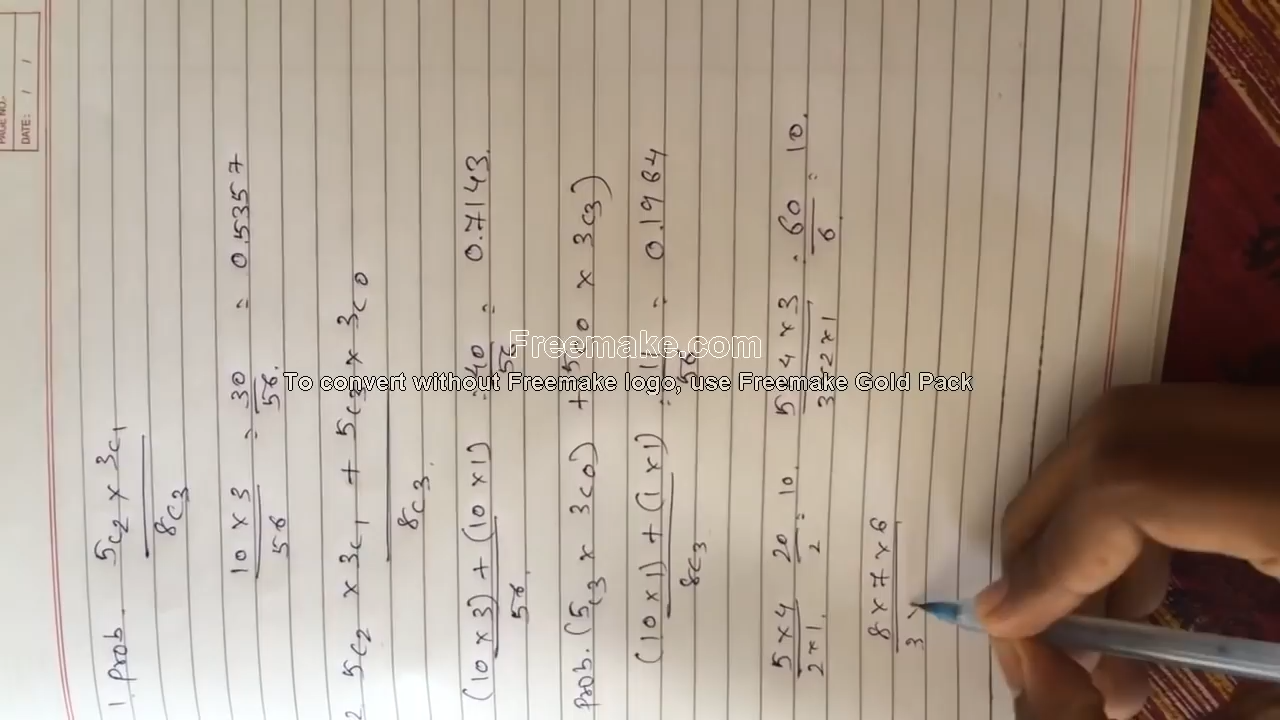 PAGE NO.:
DATE: / /
1 Prob. 5C2 x 3C1
8C3
10 x 3 = 30 = 0.5357
56 56.
2 5C2 x 3C1 + 5C3 x 3C0
8C3.
(10 x 3) + (10 x 1) = 40 = 0.7143.
56. 56
Prob. (5C3 x 3C0) + 5C0 x 3C3)
(10 x 1) + (1 x 1) = 11 = 0.1964
8C3 56
5 x 4 20 = 10. 5 x 4 x 3 = 60 = 10.
2 x 1. 2 3 x 2 x 1 6
8 x 7 x 6
3 x
Freemake.com
To convert without Freemake logo, use Freemake Gold Pack